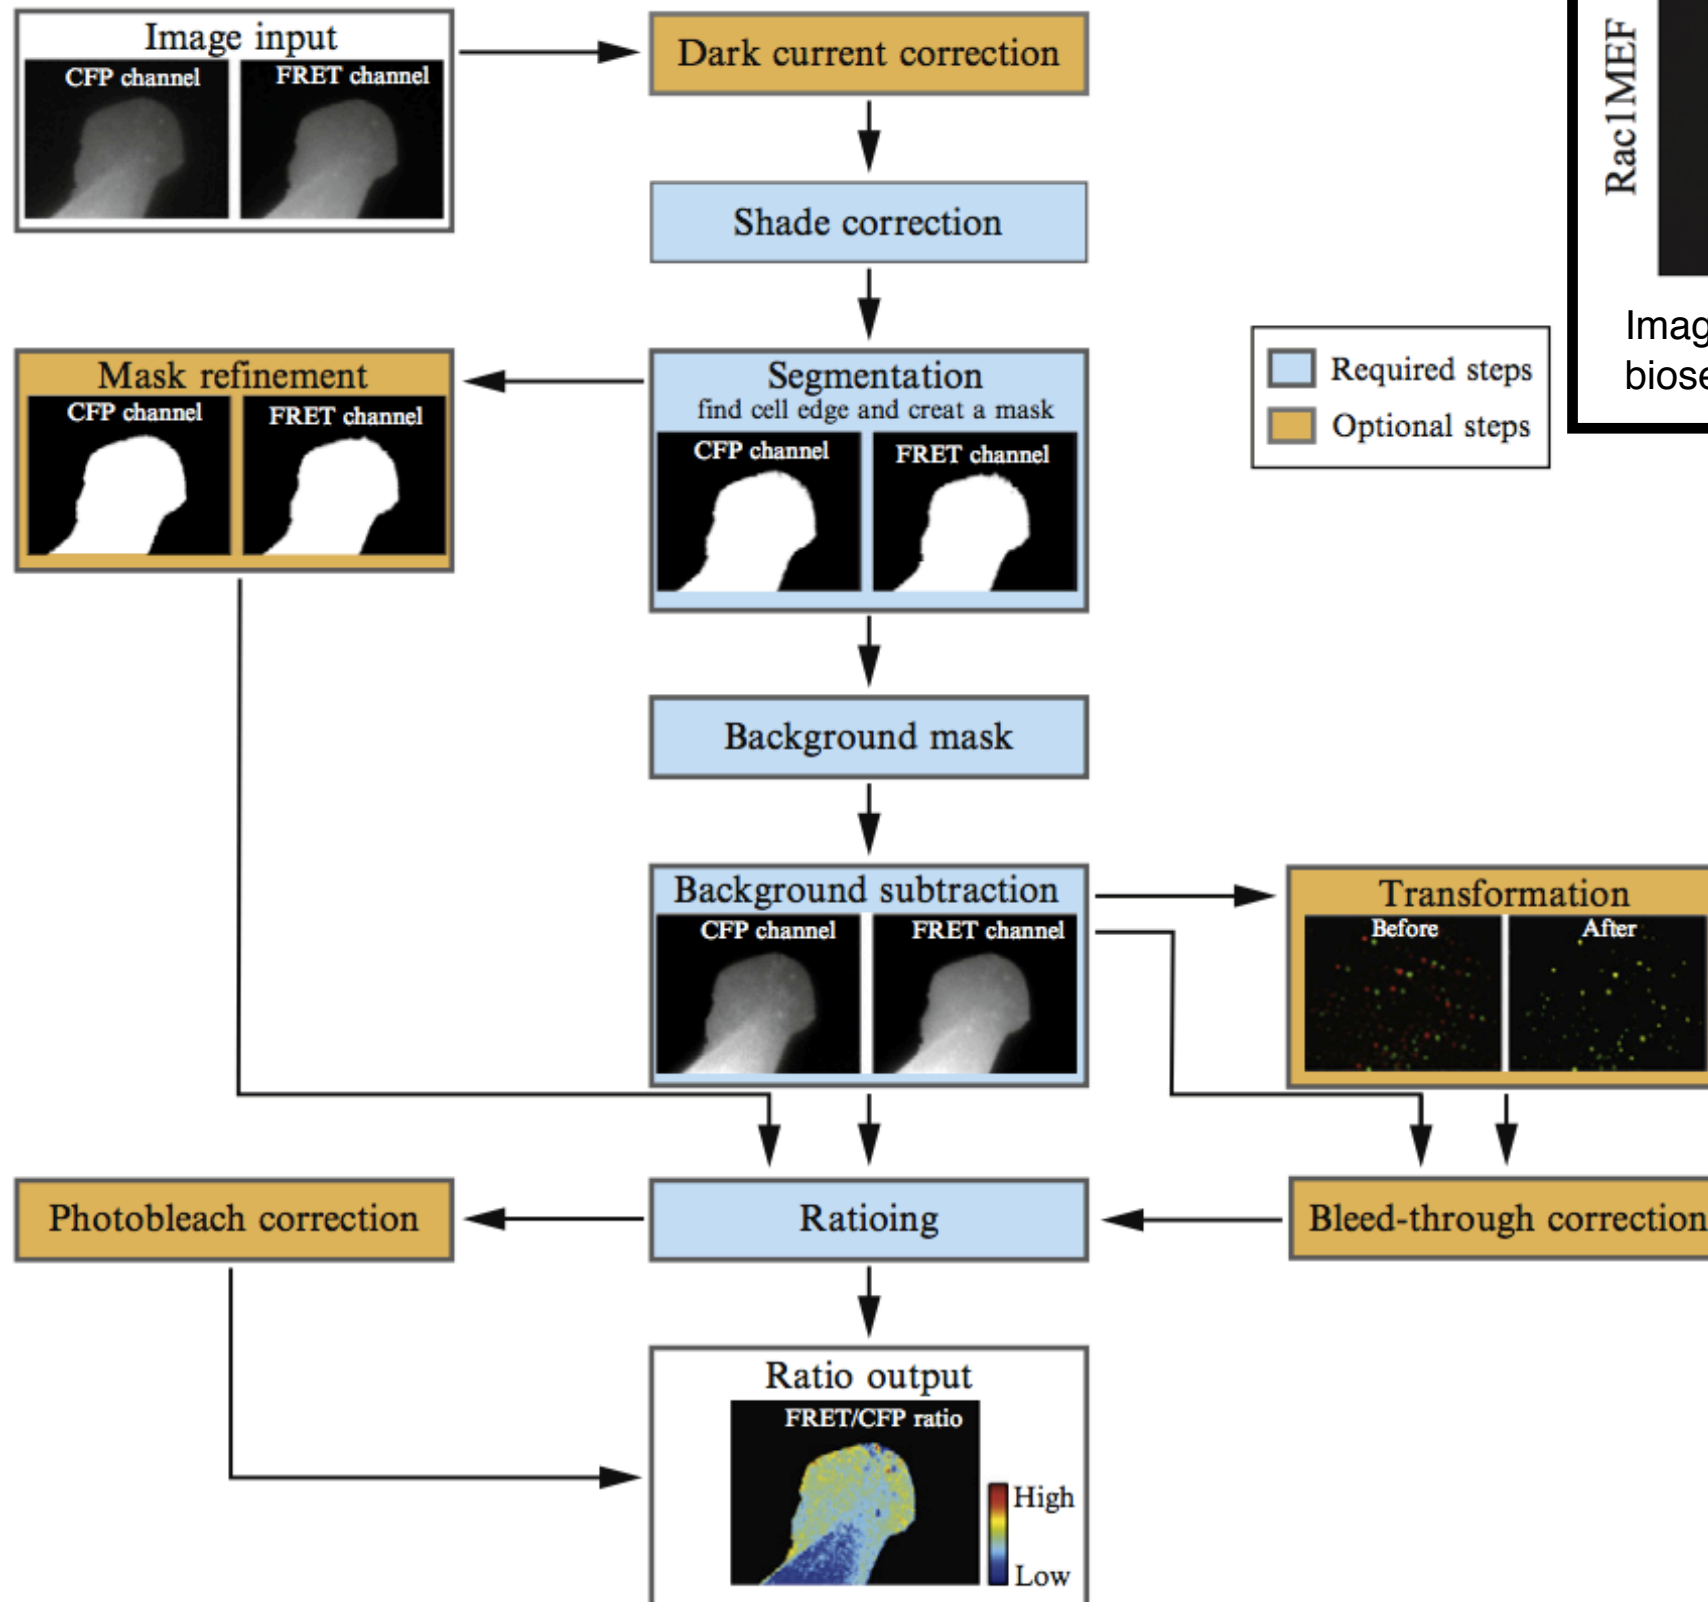 Image input
CFP channel
FRET channel
Dark current correction
Shade correction
Mask refinement
CFP channel
FRET channel
Segmentation
find cell edge and creat a mask
CFP channel
FRET channel
Required steps
Optional steps
Rac1MEF
Background mask
Background subtraction
CFP channel
FRET channel
Transformation
Before
After
Photobleach correction
Ratioing
Bleed-through correction
Ratio output
FRET/CFP ratio
High
Low